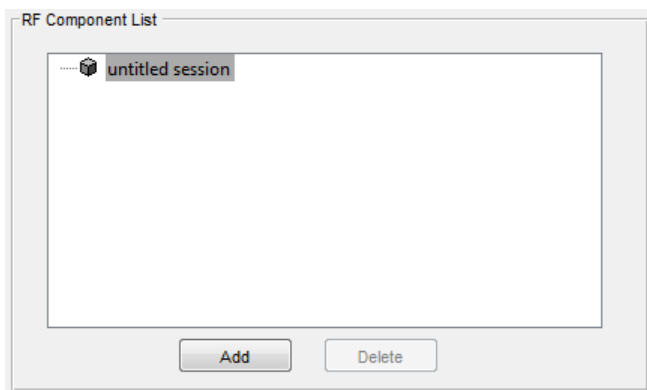 RF Component List
untitled session
Add
Delete